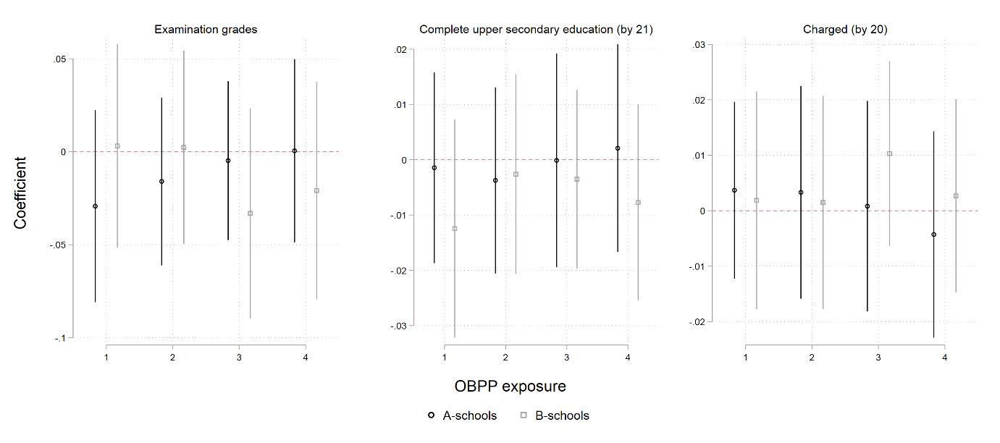 Examination grades
Complete upper secondary education (by 21)
Charged (by 20)
Coefficient
.05
0
-.05
-.1
1 2 3 4
.02
.01
0
-.01
-.02
-.03
1 2 3 4
.03
.02
.01
0
-.01
-.02
1 2 3 4
OBPP exposure
A-schools B-schools